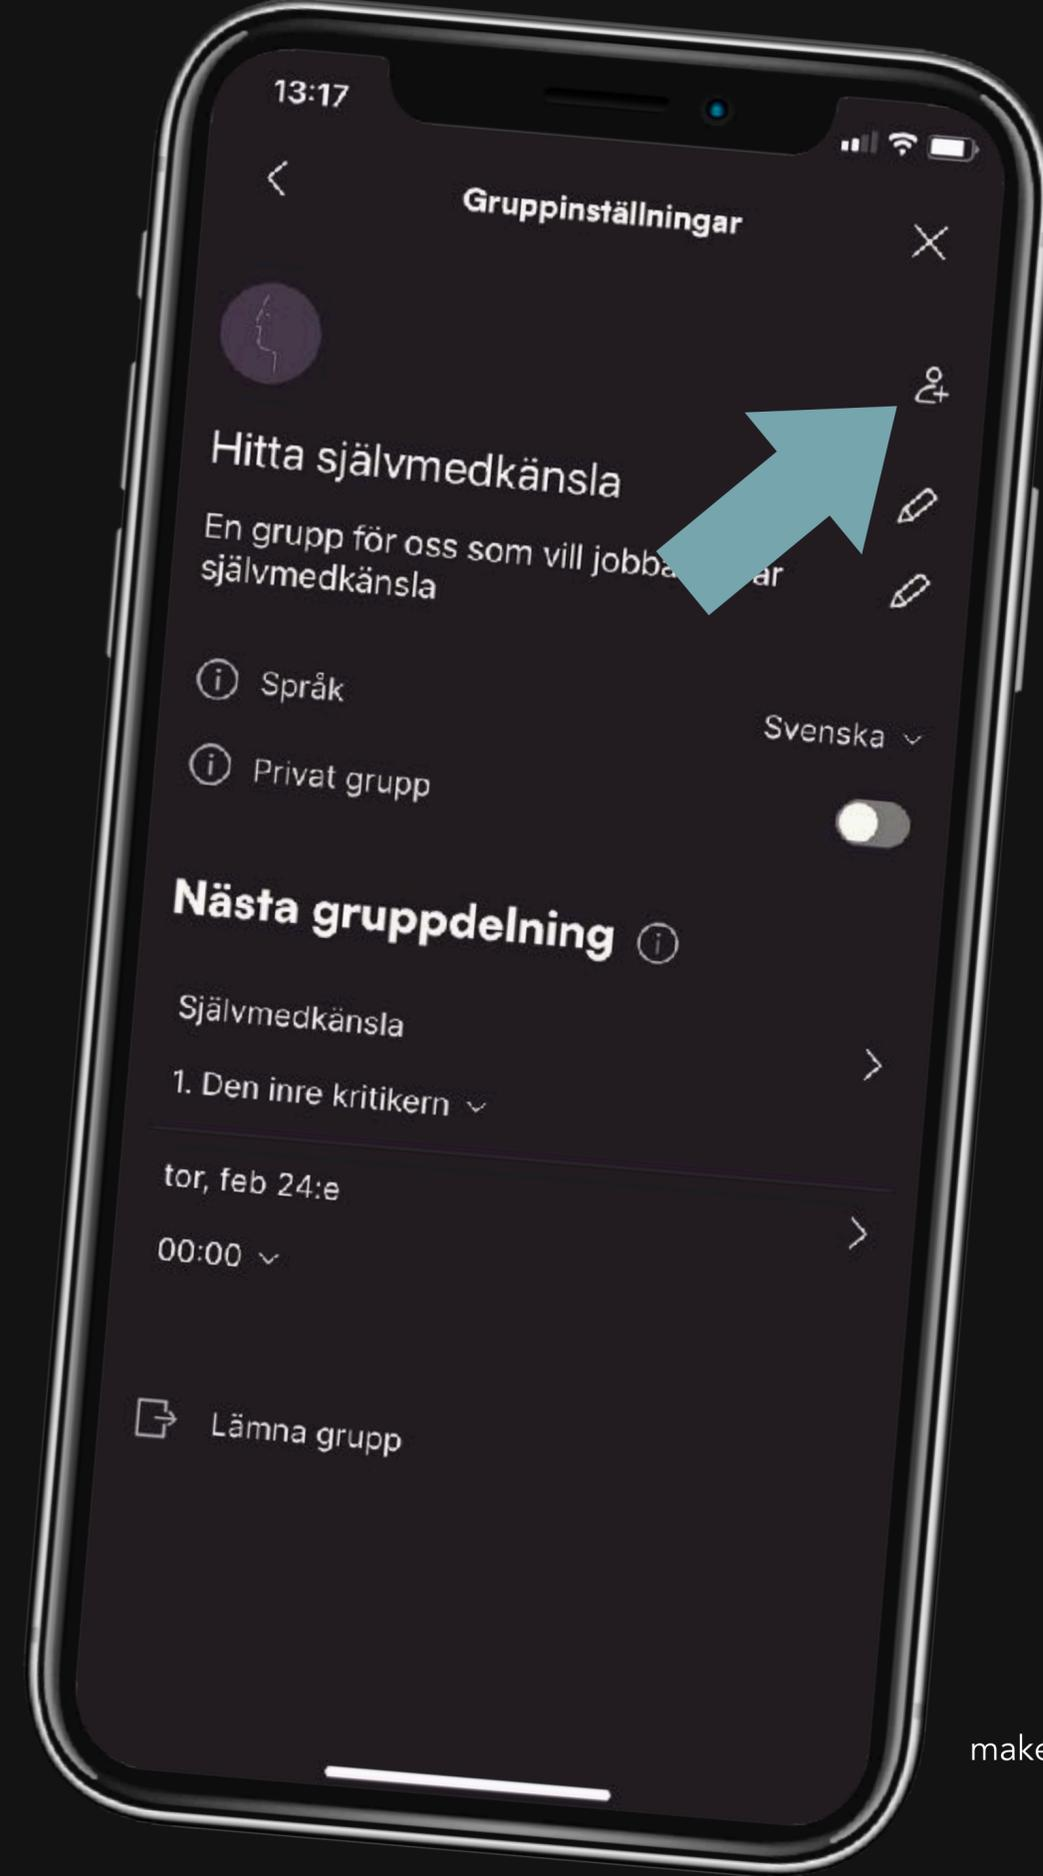 13:17
Gruppinställningar
Hitta självmedkänsla
En grupp för oss som vill jobba
självmedkänsla
Språk
Svenska
Privat grupp
Nästa gruppdelning
Självmedkänsla
1. Den inre kritikern
tor, feb 24:e
00:00
Lämna grupp
make